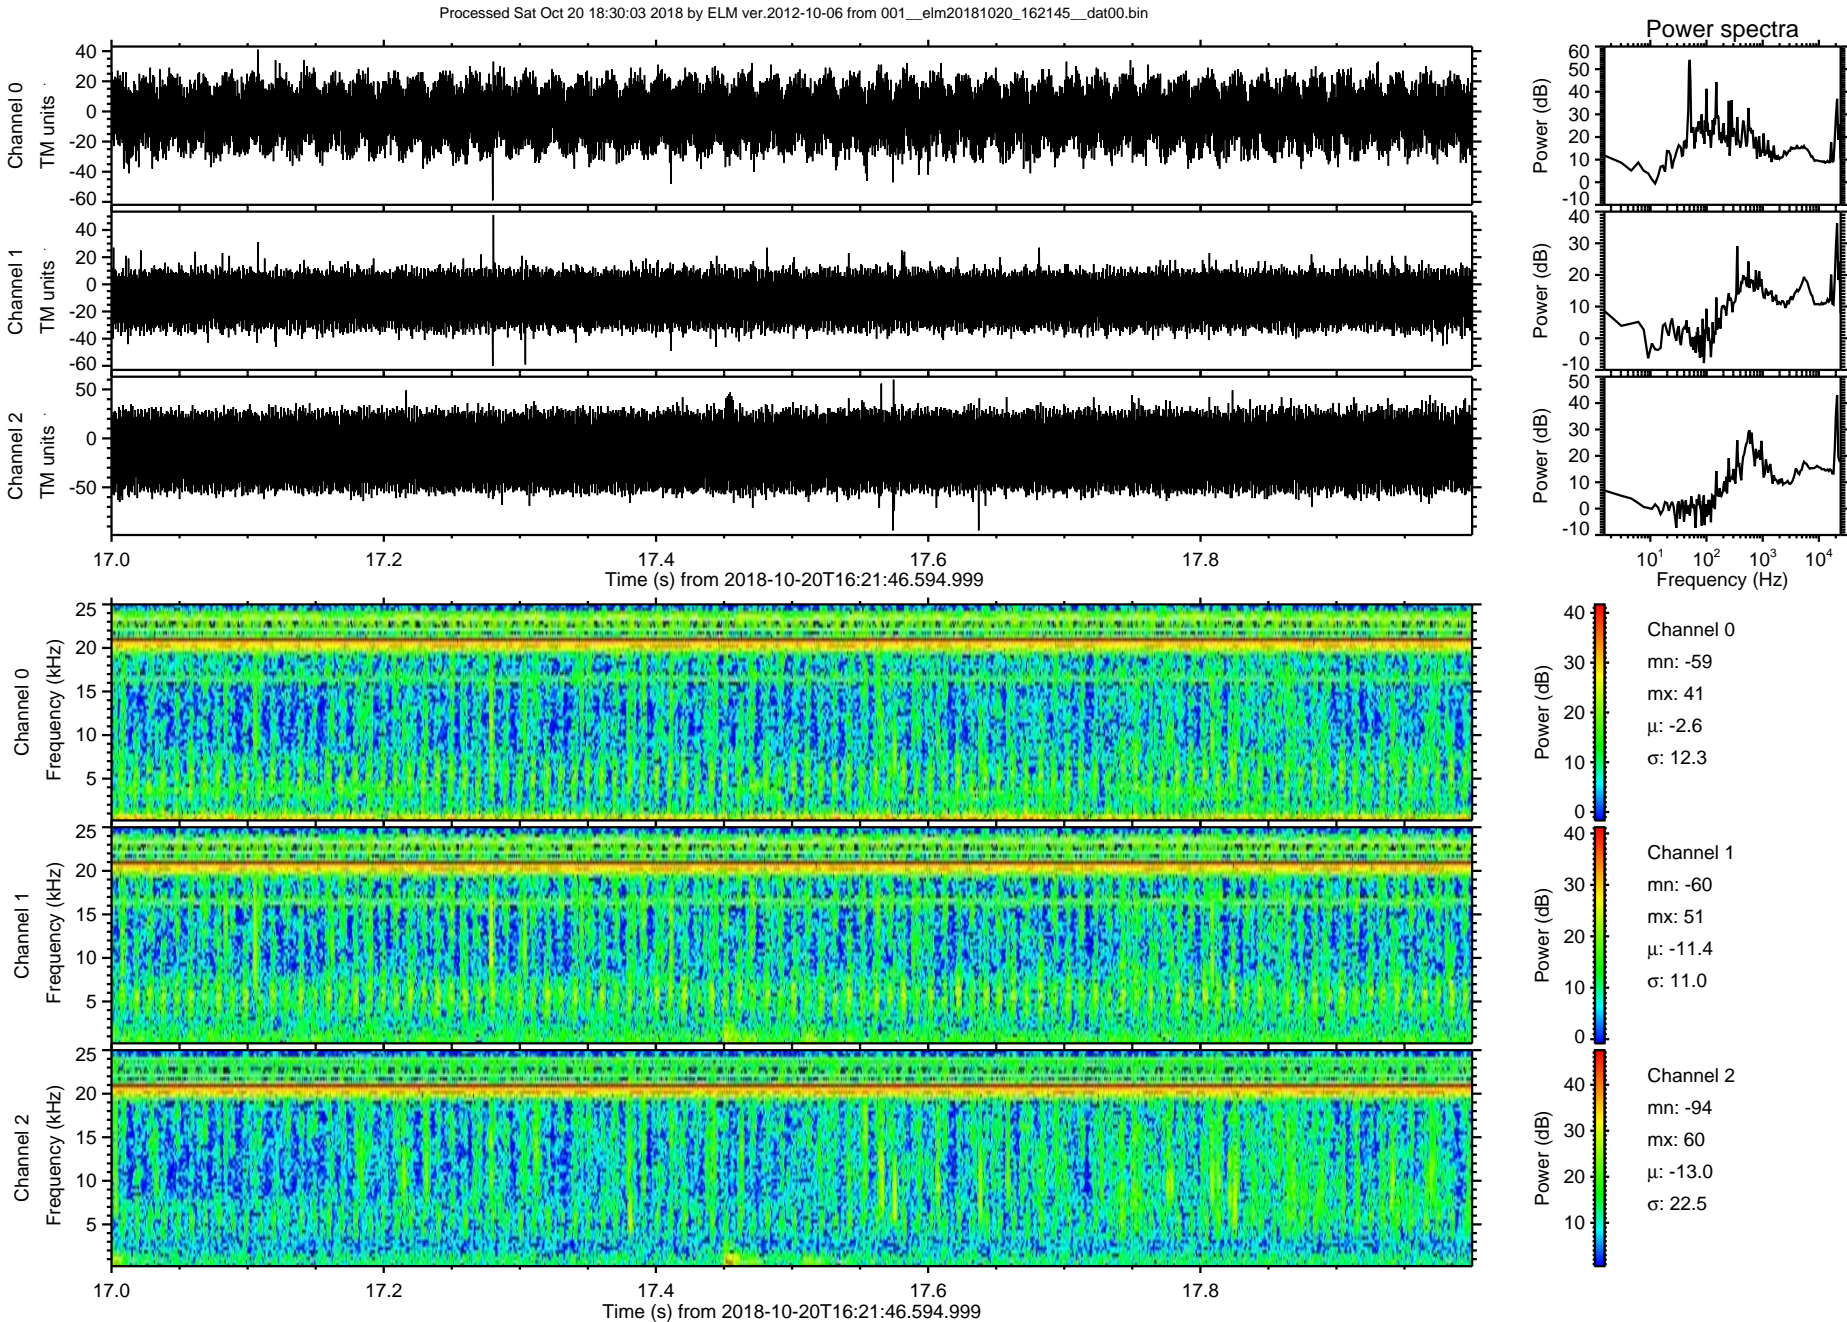 Processed Sat Oct 20 18:30:03 2018 by ELM ver.2012-10-06 from 001__elm20181020_162145__dat00.bin
Power spectra
Channel 0
TM units
40
20
0
-20
-40
-60
Power (dB)
60
50
40
30
20
10
0
-10
Channel 1
TM units
40
20
0
-20
-40
-60
Power (dB)
40
30
20
10
0
-10
Channel 2
TM units
50
0
-50
Power (dB)
50
40
30
20
10
0
-10
17.0 17.2 17.4 17.6 17.8
Time (s) from 2018-10-20T16:21:46.594.999
10^1 10^2 10^3 10^4
Frequency (Hz)
Channel 0
Frequency (kHz)
25
20
15
10
5
Power (dB)
40
30
20
10
0
Channel 0
mn: -59
mx: 41
μ: -2.6
σ: 12.3
Channel 1
Frequency (kHz)
25
20
15
10
5
Power (dB)
40
30
20
10
0
Channel 1
mn: -60
mx: 51
μ: -11.4
σ: 11.0
Channel 2
Frequency (kHz)
25
20
15
10
5
Power (dB)
40
30
20
10
Channel 2
mn: -94
mx: 60
μ: -13.0
σ: 22.5
17.0 17.2 17.4 17.6 17.8
Time (s) from 2018-10-20T16:21:46.594.999